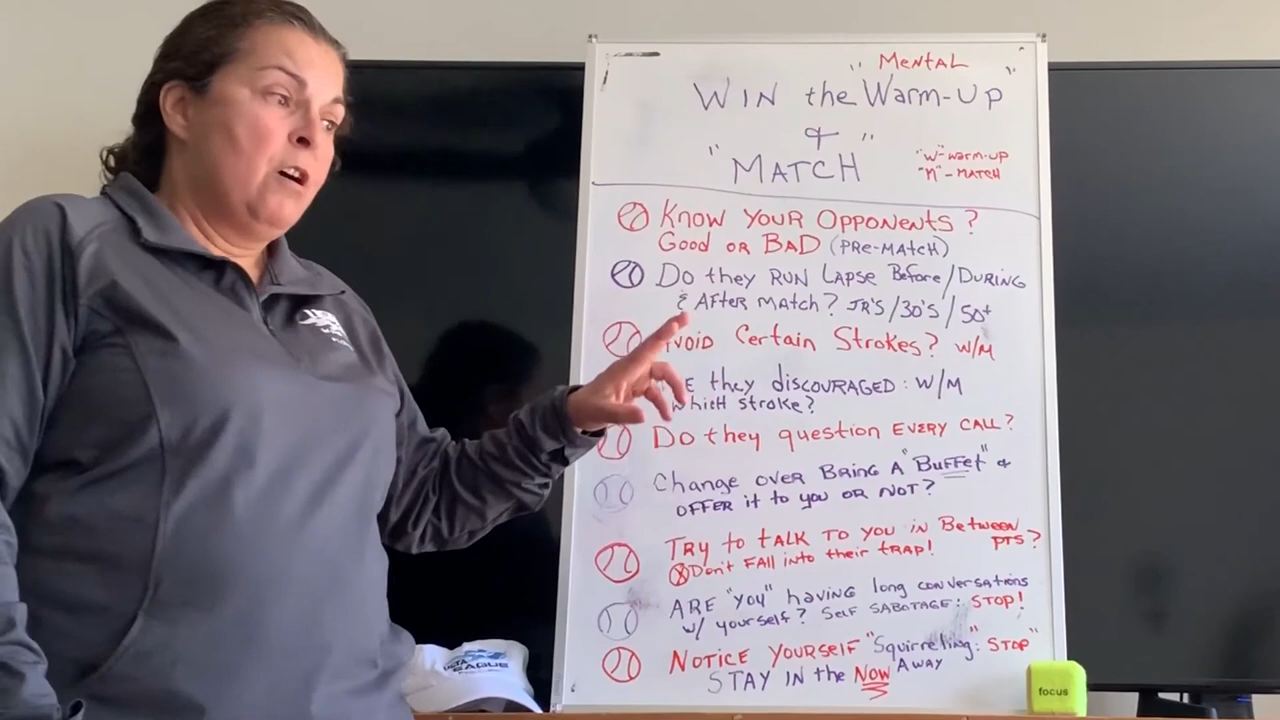 "Mental"
WIN the "Warm-Up
&
"MATCH"
"W"-warm-up
"M"-MATCH
Know Your Opponents?
Good or BAD (PRE-MATCH)
Do they RUN LAPSE Before/DURING
& AFter MAtch? JR'S/30'S/50+
Certain Strokes? W/M
they discouraged: W/M
which stroke?
Do they question EVERY CALL?
Change over Bring A "Buffet" &
OFFER it to you OR NOT?
TRY to tALK TO YOU iN Between
PTS?
Don't FAll into their tRAP!
ARE "you" having long conversations
w/ yourself? Self SABOTAGE: STOP!
NOTICE YOURSELF "Squirreling:" STOP"
STAY IN the NOW AWAY
USTA
LEAGUE
focus